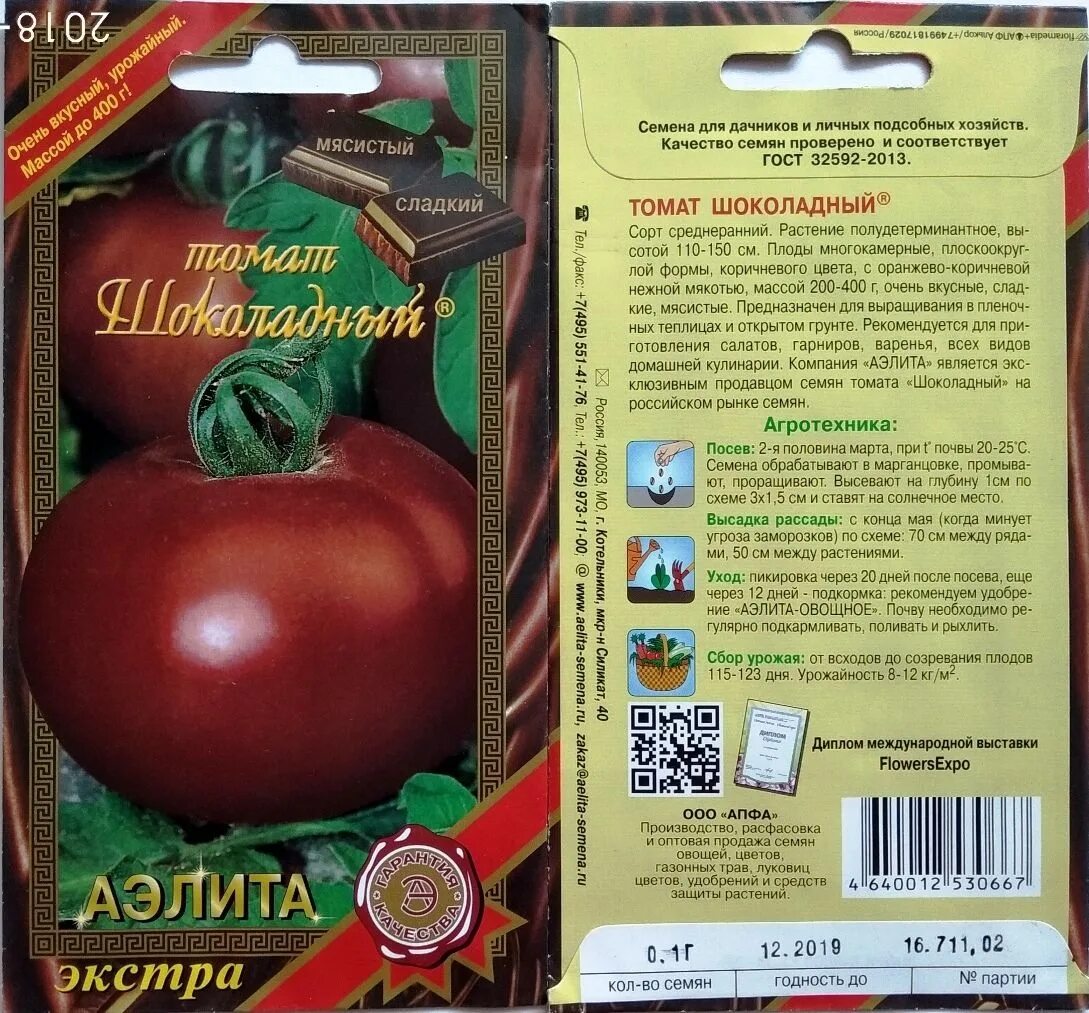 2018
Очень вкусный, урожайный.
Массой до 400 г!
мясистый
сладкий
томат
Шоколадный®
АЭЛИТА
ГАРАНТИЯ
КАЧЕСТВА
экстра
floramedia+АПФ Алькор/+74991817029/Россия
Семена для дачников и личных подсобных хозяйств.
Качество семян проверено и соответствует
ГОСТ 32592-2013.
ТОМАТ ШОКОЛАДНЫЙ®
Сорт среднеранний. Растение полудетерминантное, вы-
сотой 110-150 см. Плоды многокамерные, плоскоокруг-
лой формы, коричневого цвета, с оранжево-коричневой
нежной мякотью, массой 200-400 г, очень вкусные, слад-
кие, мясистые. Предназначен для выращивания в пленоч-
ных теплицах и открытом грунте. Рекомендуется для при-
готовления салатов, гарниров, варенья, всех видов
домашней кулинарии. Компания «АЭЛИТА» является экс-
клюзивным продавцом семян томата «Шоколадный» на
российском рынке семян.
Агротехника:
Посев: 2-я половина марта, при t° почвы 20-25°С.
Семена обрабатывают в марганцовке, промыва-
ют, проращивают. Высевают на глубину 1см по
схеме 3х1,5 см и ставят на солнечное место.
Высадка рассады: с конца мая (когда минует
угроза заморозков) по схеме: 70 см между ряда-
ми, 50 см между растениями.
Уход: пикировка через 20 дней после посева, еще
через 12 дней - подкормка: рекомендуем удобре-
ние «АЭЛИТА-ОВОЩНОЕ». Почву необходимо ре-
гулярно подкармливать, поливать и рыхлить.
Сбор урожая: от всходов до созревания плодов
115-123 дня. Урожайность 8-12 кг/м².
ДИПЛОМ
Диплом международной выставки
FlowersExpo
ООО «АПФА»
Производство, расфасовка
и оптовая продажа семян
овощей, цветов,
газонных трав, луковиц
цветов, удобрений и средств
защиты растений.
4 640012 530667
0,1Г 12.2019 16.711,02
кол-во семян годность до № партии
Россия, 140053, МО, г. Котельники, мкр-н Силикат, 40
Тел./факс: +7(495) 551-41-76, Тел.: +7(495) 973-11-00; @ www.aelita-semena.ru, zakaz@aelita-semena.ru